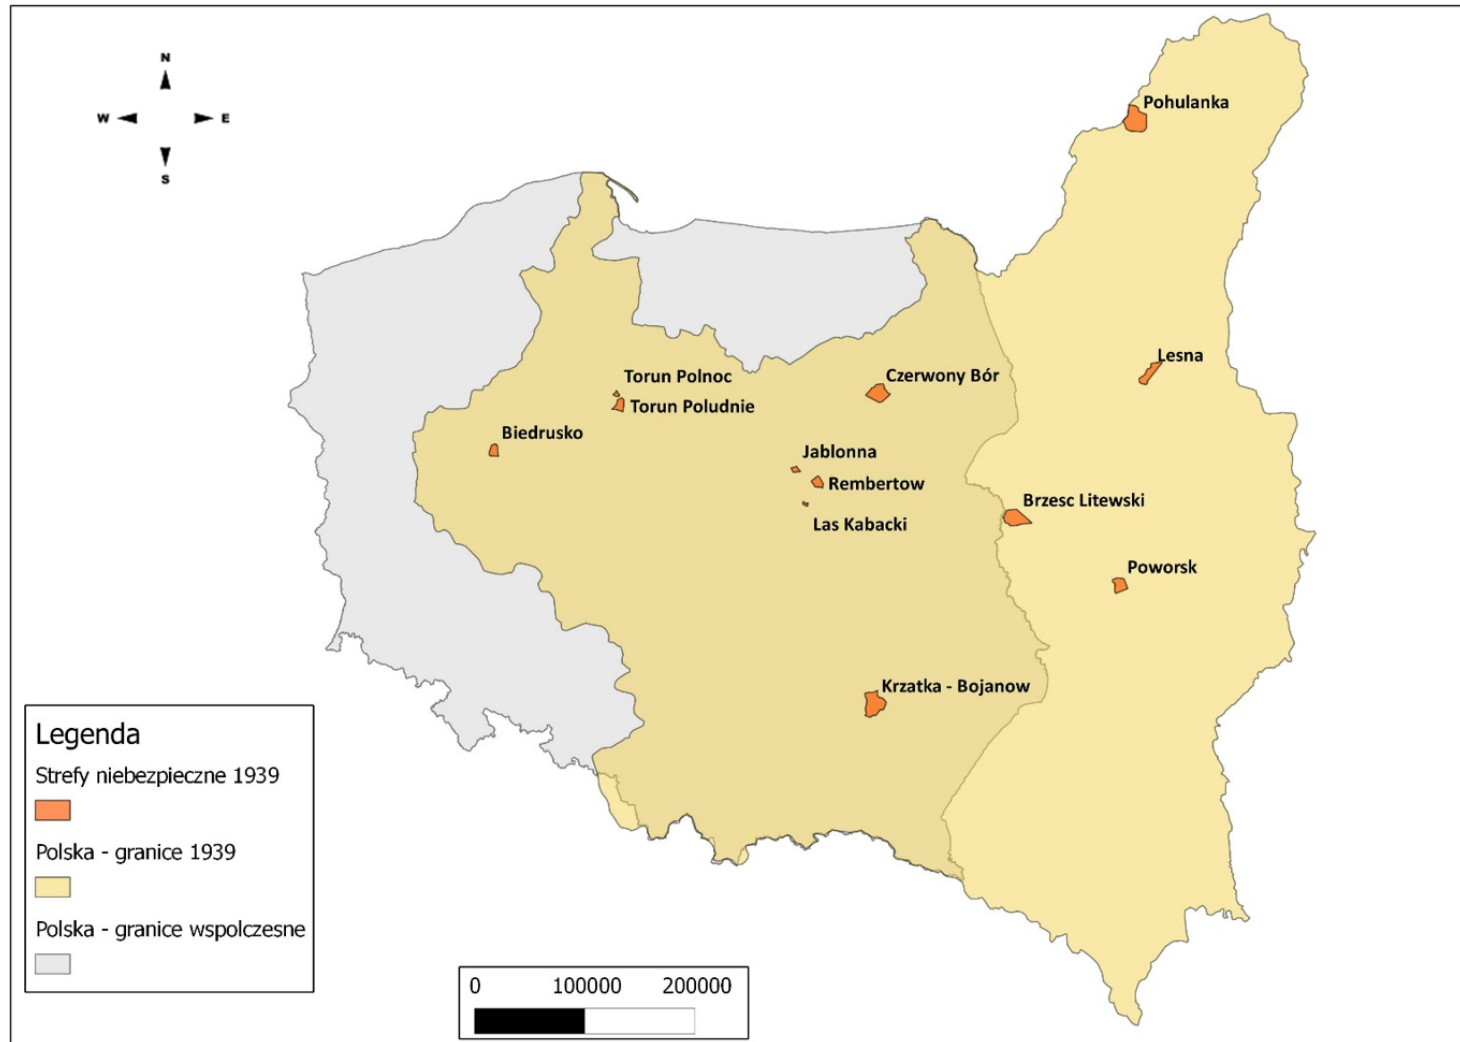 N
W E
S
Pohulanka
Lesna
Czerwony Bór
Torun Polnoc
Torun Poludnie
Biedrusko
Jablonna
Rembertow
Las Kabacki
Brzesc Litewski
Poworsk
Krzatka - Bojanow
Legenda
Strefy niebezpieczne 1939
Polska - granice 1939
Polska - granice wspolczesne
0 100000 200000